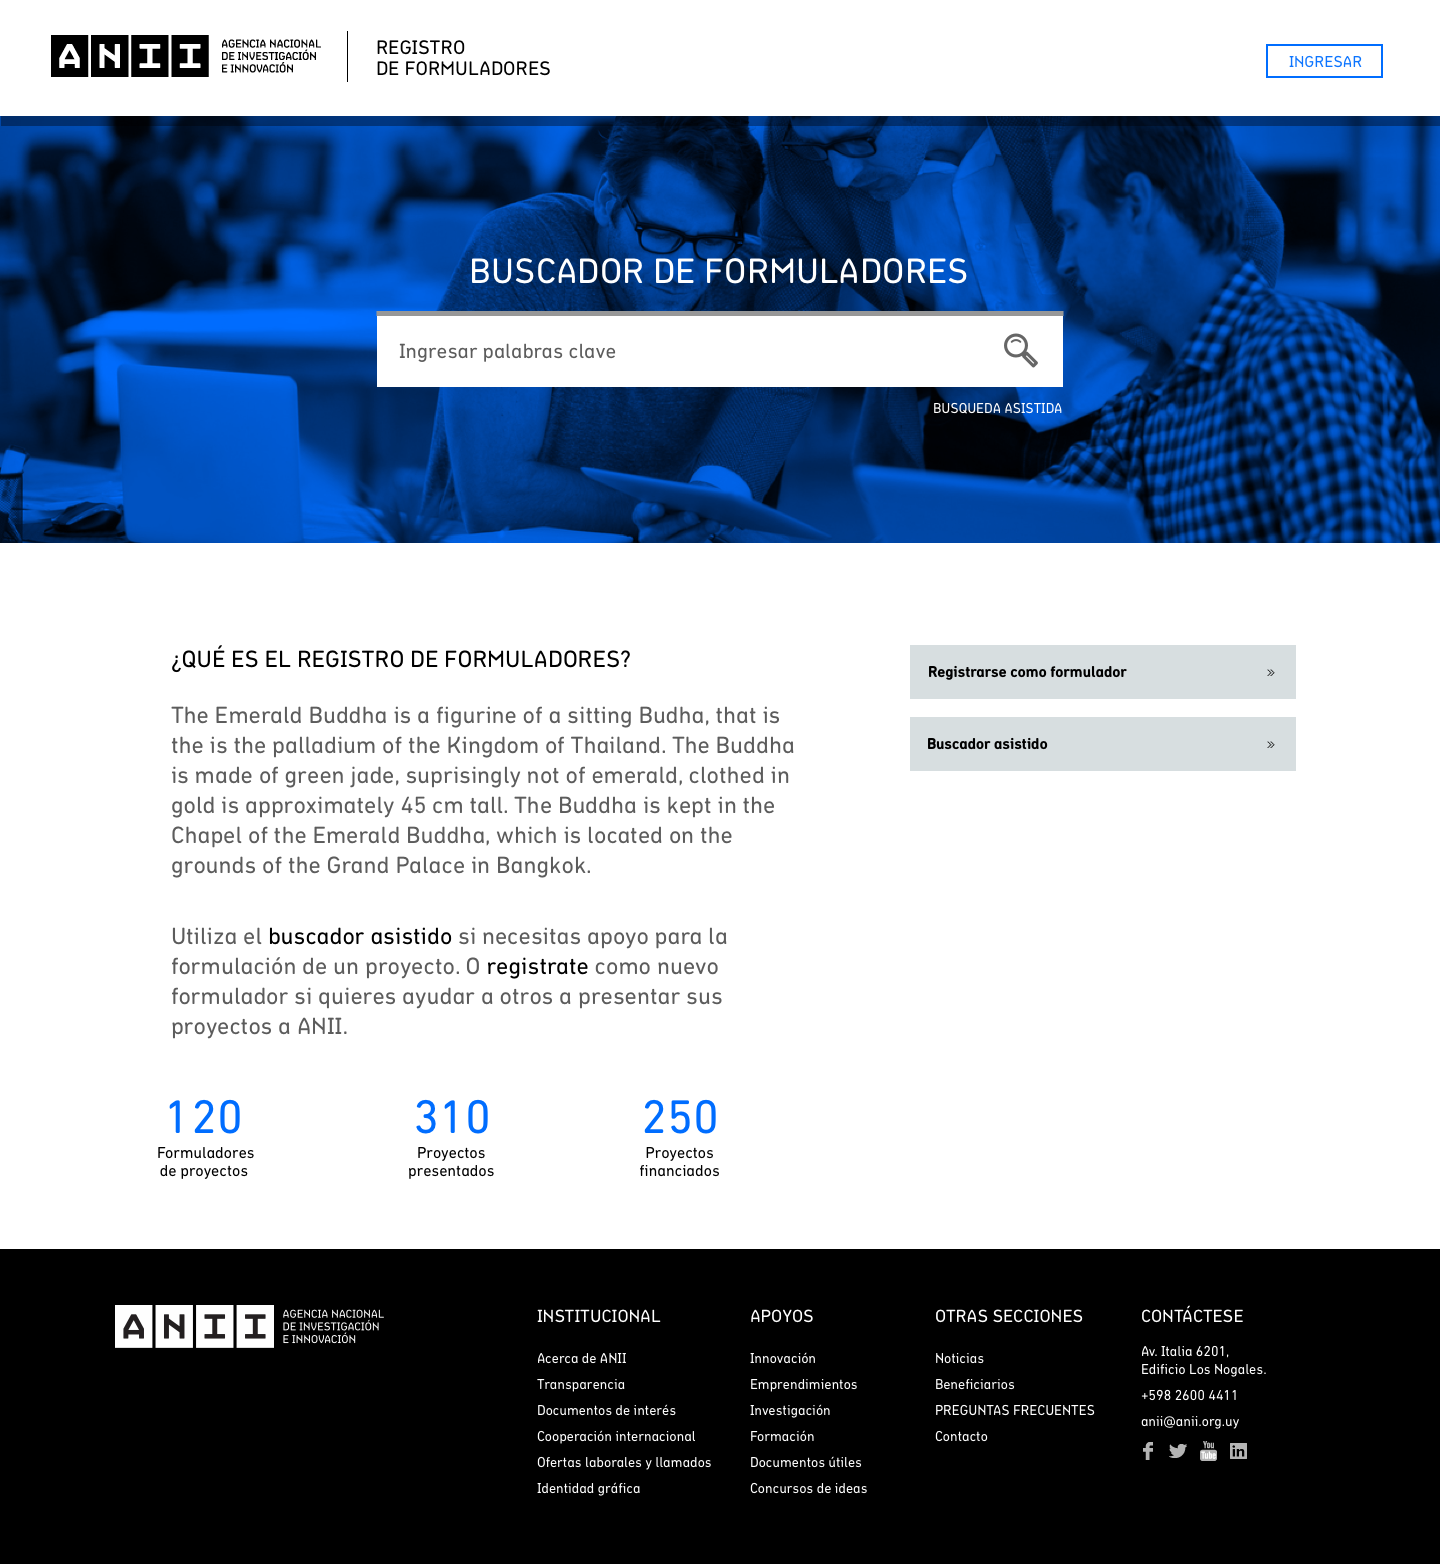 ANII
AGENCIA NACIONAL
DE INVESTIGACIÓN
E INNOVACIÓN
REGISTRO
DE FORMULADORES
INGRESAR
BUSCADOR DE FORMULADORES
Ingresar palabras clave
BUSQUEDA ASISTIDA
¿QUÉ ES EL REGISTRO DE FORMULADORES?
The Emerald Buddha is a figurine of a sitting Budha, that is
the is the palladium of the Kingdom of Thailand. The Buddha
is made of green jade, suprisingly not of emerald, clothed in
gold is approximately 45 cm tall. The Buddha is kept in the
Chapel of the Emerald Buddha, which is located on the
grounds of the Grand Palace in Bangkok.
Utiliza el buscador asistido si necesitas apoyo para la
formulación de un proyecto. O registrate como nuevo
formulador si quieres ayudar a otros a presentar sus
proyectos a ANII.
Registrarse como formulador »
Buscador asistido »
120
Formuladores
de proyectos
310
Proyectos
presentados
250
Proyectos
financiados
ANII
AGENCIA NACIONAL
DE INVESTIGACIÓN
E INNOVACIÓN
INSTITUCIONAL
Acerca de ANII
Transparencia
Documentos de interés
Cooperación internacional
Ofertas laborales y llamados
Identidad gráfica
APOYOS
Innovación
Emprendimientos
Investigación
Formación
Documentos útiles
Concursos de ideas
OTRAS SECCIONES
Noticias
Beneficiarios
PREGUNTAS FRECUENTES
Contacto
CONTÁCTESE
Av. Italia 6201,
Edificio Los Nogales.
+598 2600 4411
anii@anii.org.uy
You
Tube
in